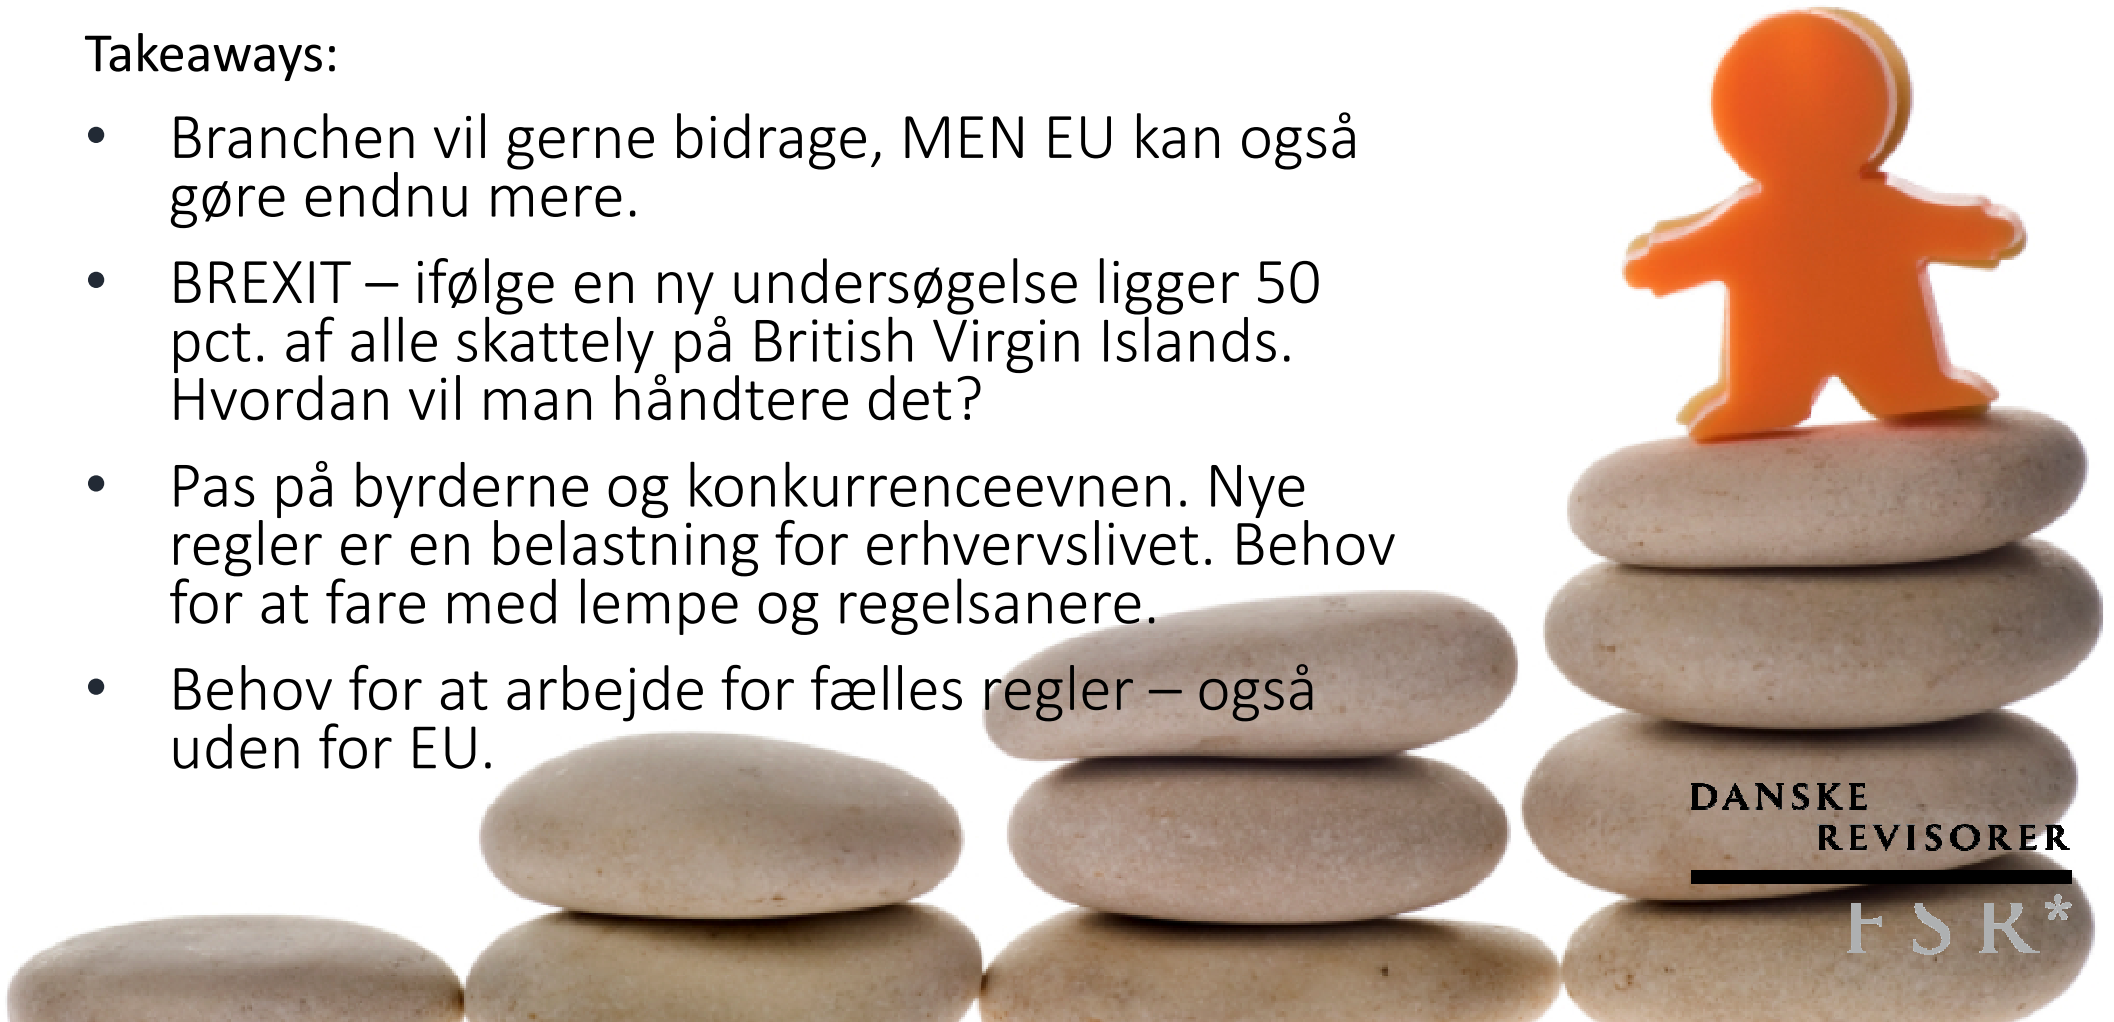 Takeaways:
• Branchen vil gerne bidrage, MEN EU kan også
gøre endnu mere.
• BREXIT – ifølge en ny undersøgelse ligger 50
pct. af alle skattely på British Virgin Islands.
Hvordan vil man håndtere det?
• Pas på byrderne og konkurrenceevnen. Nye
regler er en belastning for erhvervslivet. Behov
for at fare med lempe og regelsanere.
• Behov for at arbejde for fælles regler – også
uden for EU.
DANSKE
REVISORER
FSR*